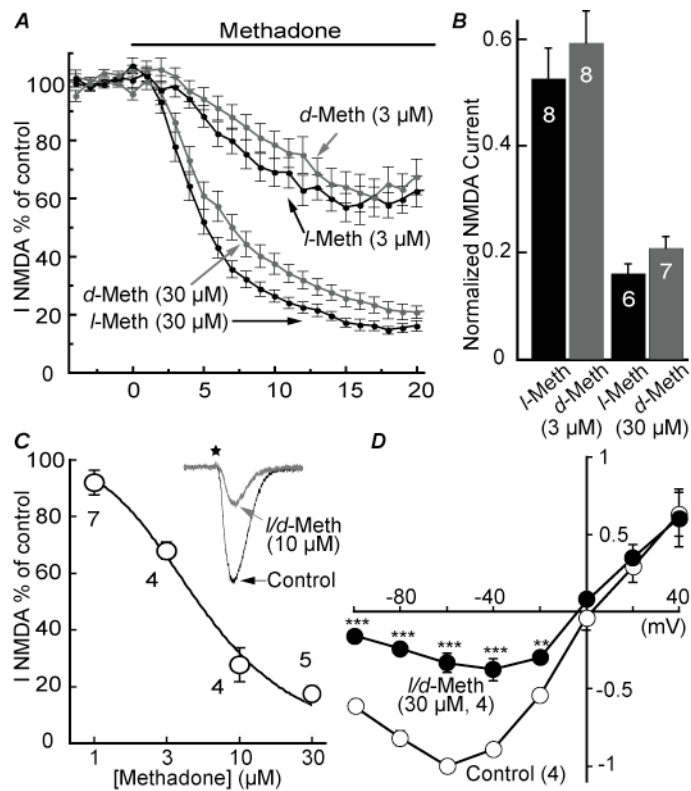 A
Methadone
I NMDA % of control
100
80
60
40
20
0
d-Meth (3 µM)
l-Meth (3 µM)
d-Meth (30 µM)
l-Meth (30 µM)
0
5
10
15
20
B
Normalized NMDA Current
0.6
0.4
0.2
0
8
8
6
7
l-Meth
d-Meth
l-Meth
d-Meth
(3 µM)
(30 µM)
C
I NMDA % of control
100
80
60
40
20
0
★
l/d-Meth
(10 µM)
Control
7
4
4
5
1
3
10
30
[Methadone] (µM)
D
1
0.5
-80
-40
40
(mV)
***
***
***
***
**
l/d-Meth
(30 µM, 4)
-0.5
Control (4)
-1